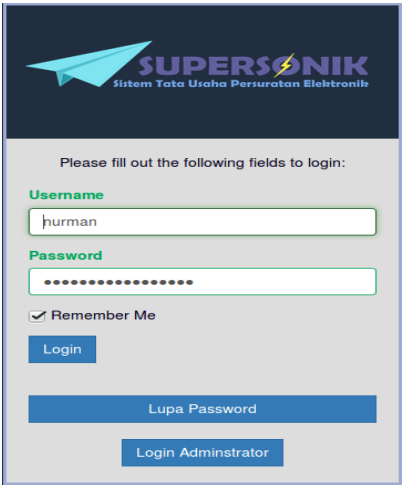 SUPERSONIK
Sistem Tata Usaha Persuratan Elektronik
Please fill out the following fields to login:
Username
nurman
Password
•••••••••••••••••
Remember Me
Login
Lupa Password
Login Adminstrator